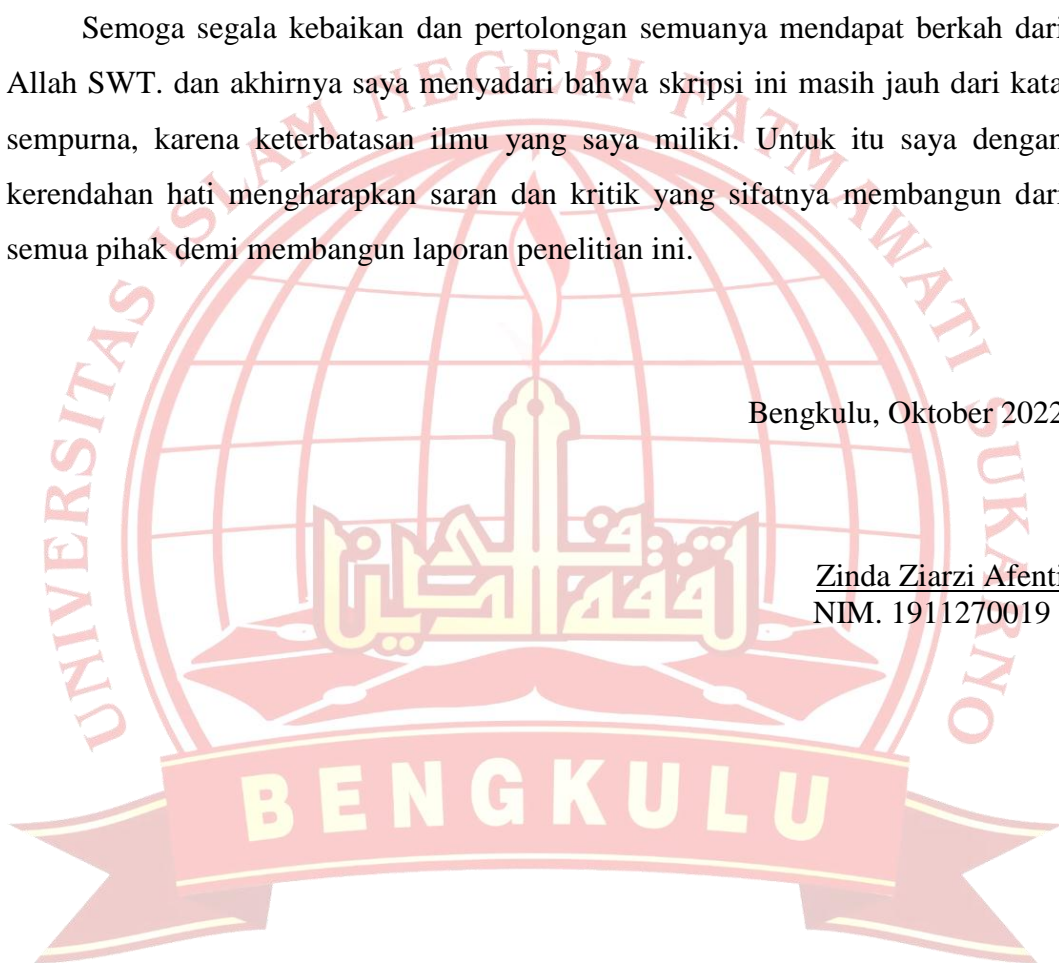 Semoga segala kebaikan dan pertolongan semuanya mendapat berkah dari
Allah SWT. dan akhirnya saya menyadari bahwa skripsi ini masih jauh dari kata
sempurna, karena keterbatasan ilmu yang saya miliki. Untuk itu saya dengan
kerendahan hati mengharapkan saran dan kritik yang sifatnya membangun dari
semua pihak demi membangun laporan penelitian ini.
Bengkulu, Oktober 2022
Zinda Ziarzi Afenti
NIM. 1911270019
UNIVERSITAS ISLAM NEGERI FATMAWATI SUKARNO
BENGKULU